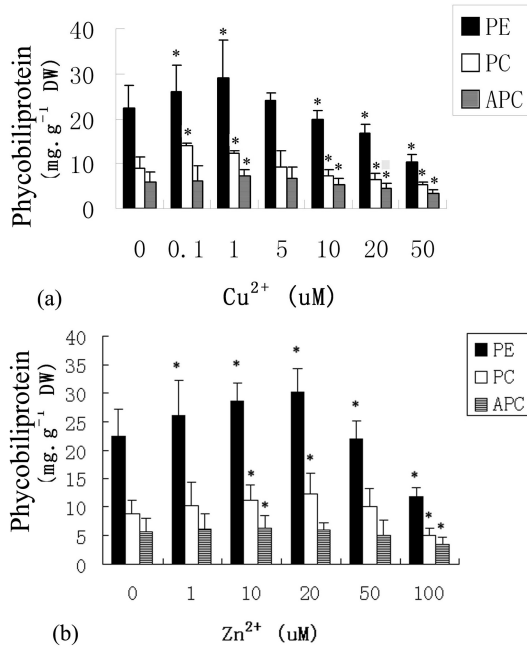 Phycobiliprotein
(mg.g⁻¹ DW)
40
30
20
10
0
* * * * * * * * * * * * * *
PE
PC
APC
0 0.1 1 5 10 20 50
(a) Cu²⁺ (uM)
Phycobiliprotein
(mg.g⁻¹ DW)
40
35
30
25
20
15
10
5
0
* * * * * * * * *
PE
PC
APC
0 1 10 20 50 100
(b) Zn²⁺ (uM)